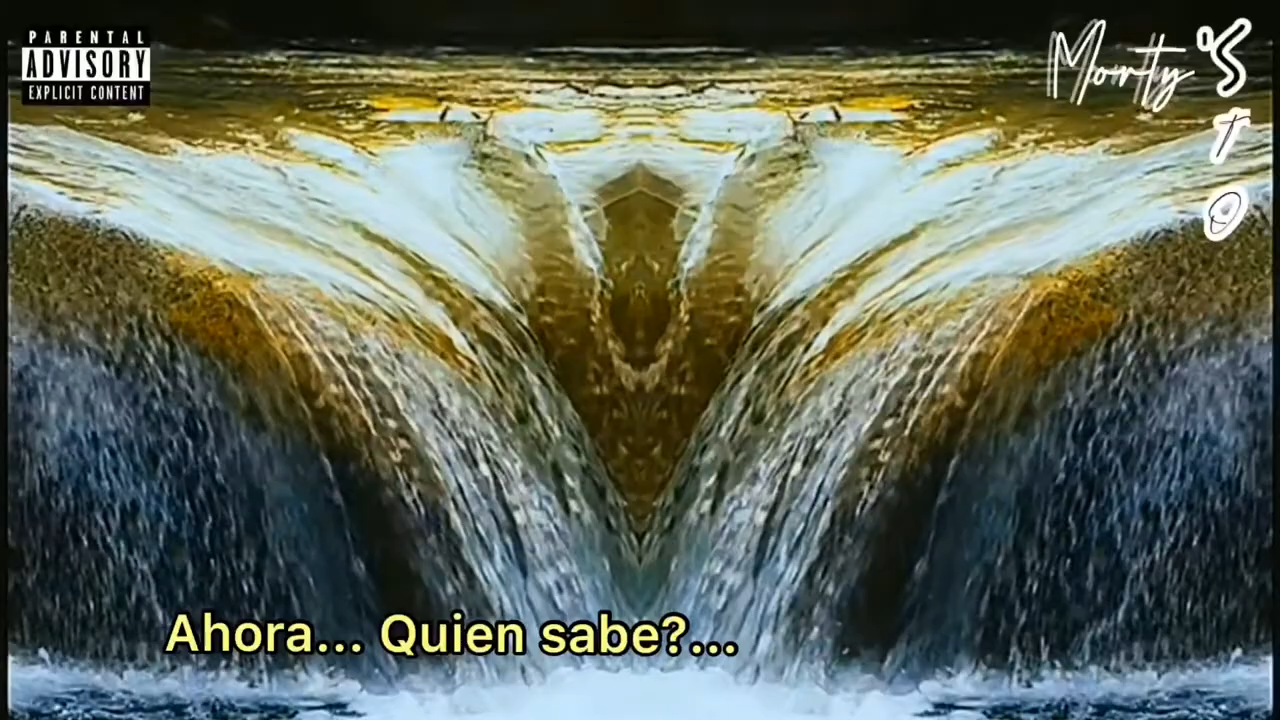 PARENTAL
ADVISORY
EXPLICIT CONTENT
Morty
S
T
O
Ahora... Quien sabe?...